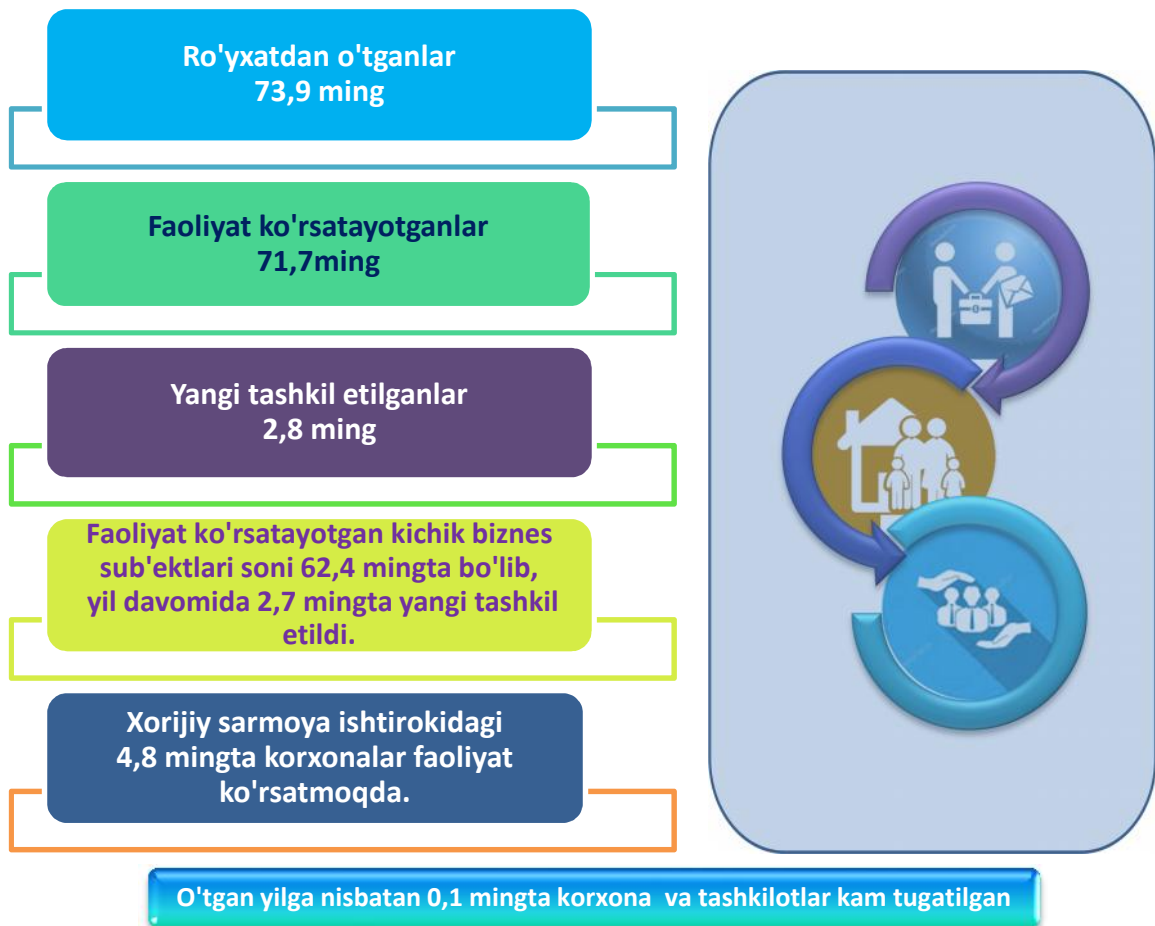 Ro'yxatdan o'tganlar
73,9 ming
Faoliyat ko'rsatayotganlar
71,7ming
Yangi tashkil etilganlar
2,8 ming
Faoliyat ko'rsatayotgan kichik biznes
sub'ektlari soni 62,4 mingta bo'lib,
yil davomida 2,7 mingta yangi tashkil
etildi.
Xorijiy sarmoya ishtirokidagi
4,8 mingta korxonalar faoliyat
ko'rsatmoqda.
O'tgan yilga nisbatan 0,1 mingta korxona va tashkilotlar kam tugatilgan